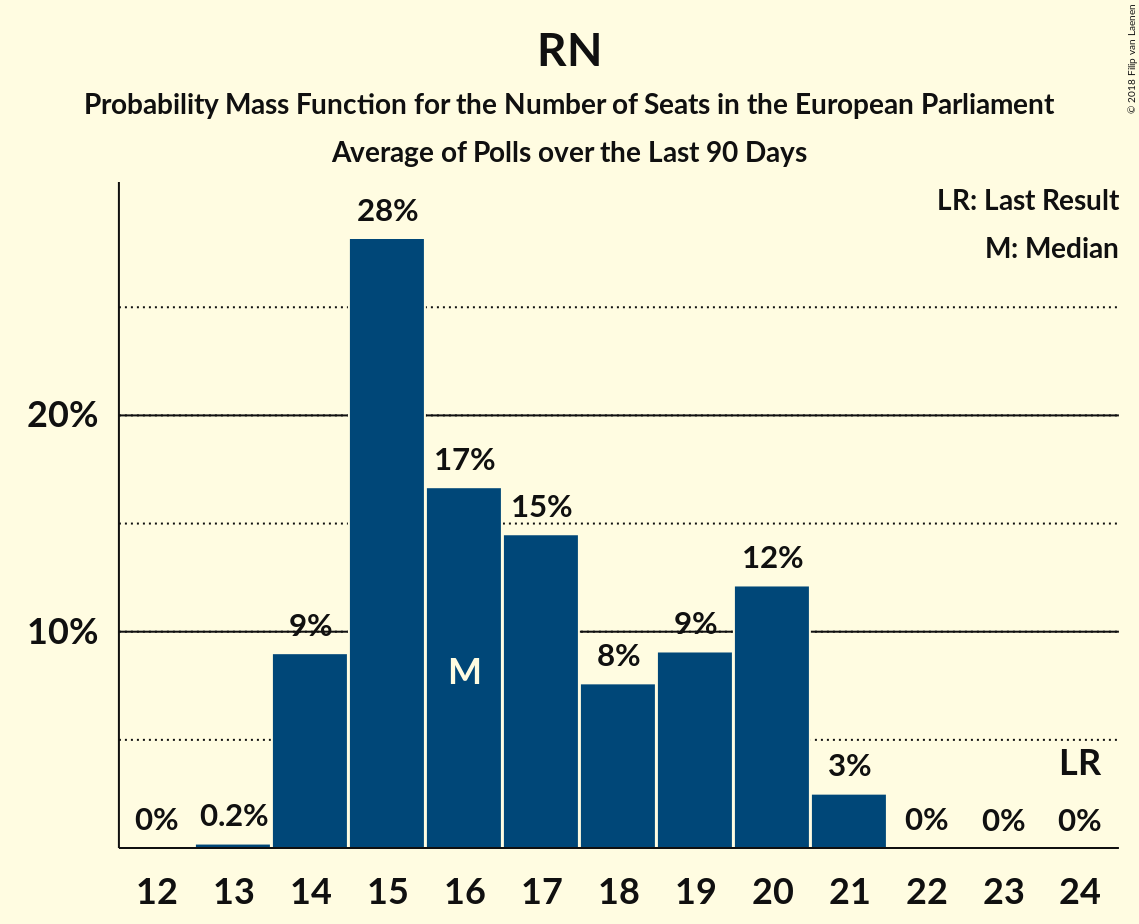 RN
Probability Mass Function for the Number of Seats in the European Parliament
Average of Polls over the Last 90 Days
© 2018 Filip van Laenen
LR: Last Result
M: Median
28%
20%
17%
15%
12%
10%
9%
9%
8%
M
3%
LR
0%
0.2%
0%
0%
0%
12 13 14 15 16 17 18 19 20 21 22 23 24